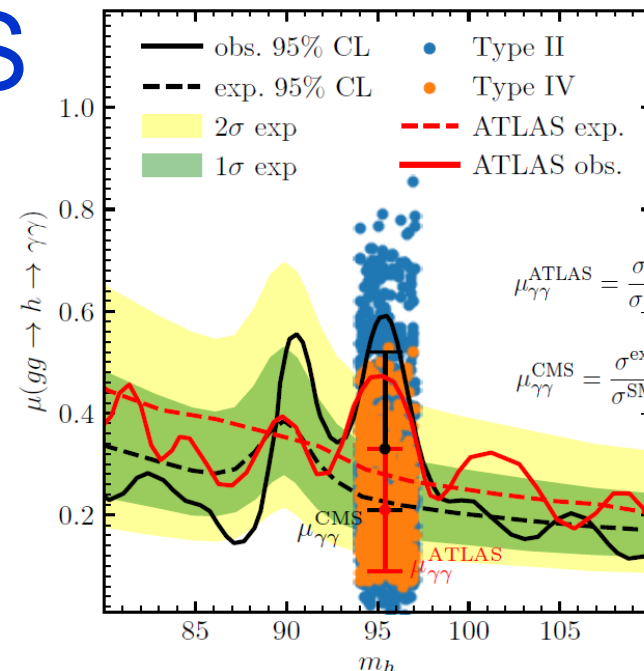 S
obs. 95% CL
exp. 95% CL
2σ exp
1σ exp
Type II
Type IV
ATLAS exp.
ATLAS obs.
1.0
0.8
0.6
0.4
0.2
μ(gg → h → γγ)
μ_γγ^ATLAS = σ
σ
μ_γγ^CMS = σ^ex
σ^SM
μ_γγ^CMS
μ_γγ^ATLAS
85 90 95 100 105
m_h